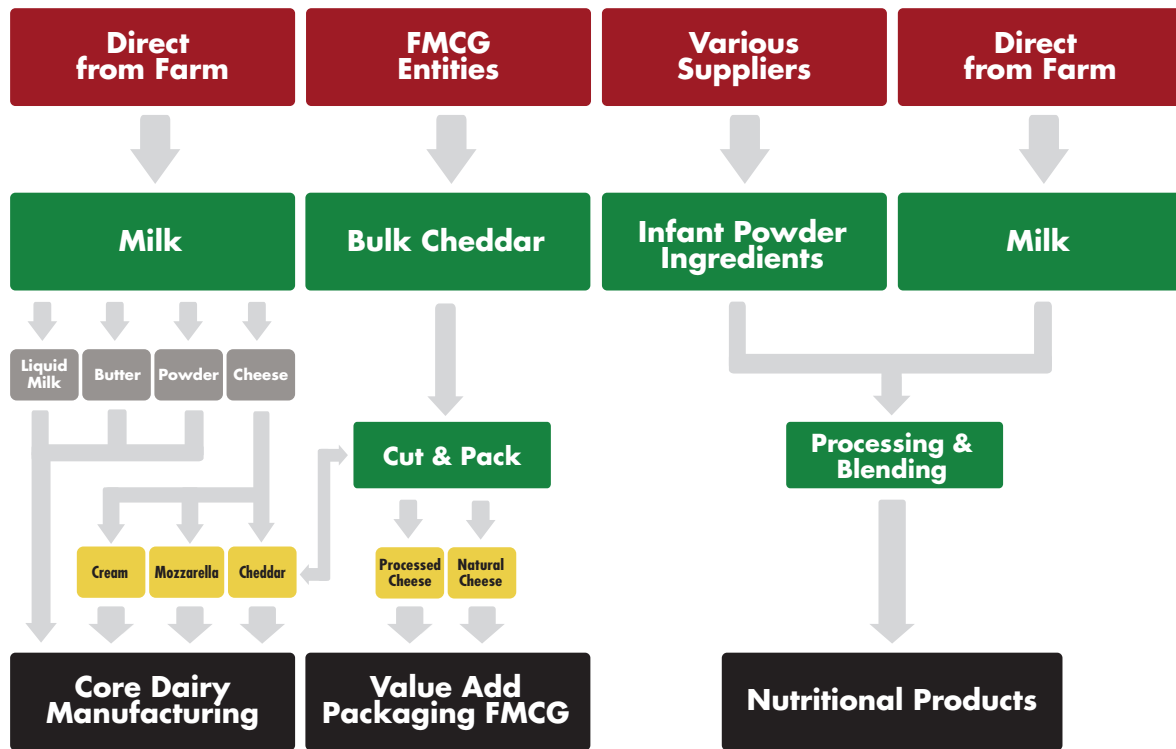 Direct
from Farm
FMCG
Entities
Various
Suppliers
Direct
from Farm
Milk
Bulk Cheddar
Infant Powder
Ingredients
Milk
Liquid
Milk
Butter
Powder
Cheese
Cut & Pack
Processing &
Blending
Cream
Mozzarella
Cheddar
Processed
Cheese
Natural
Cheese
Core Dairy
Manufacturing
Value Add
Packaging FMCG
Nutritional Products